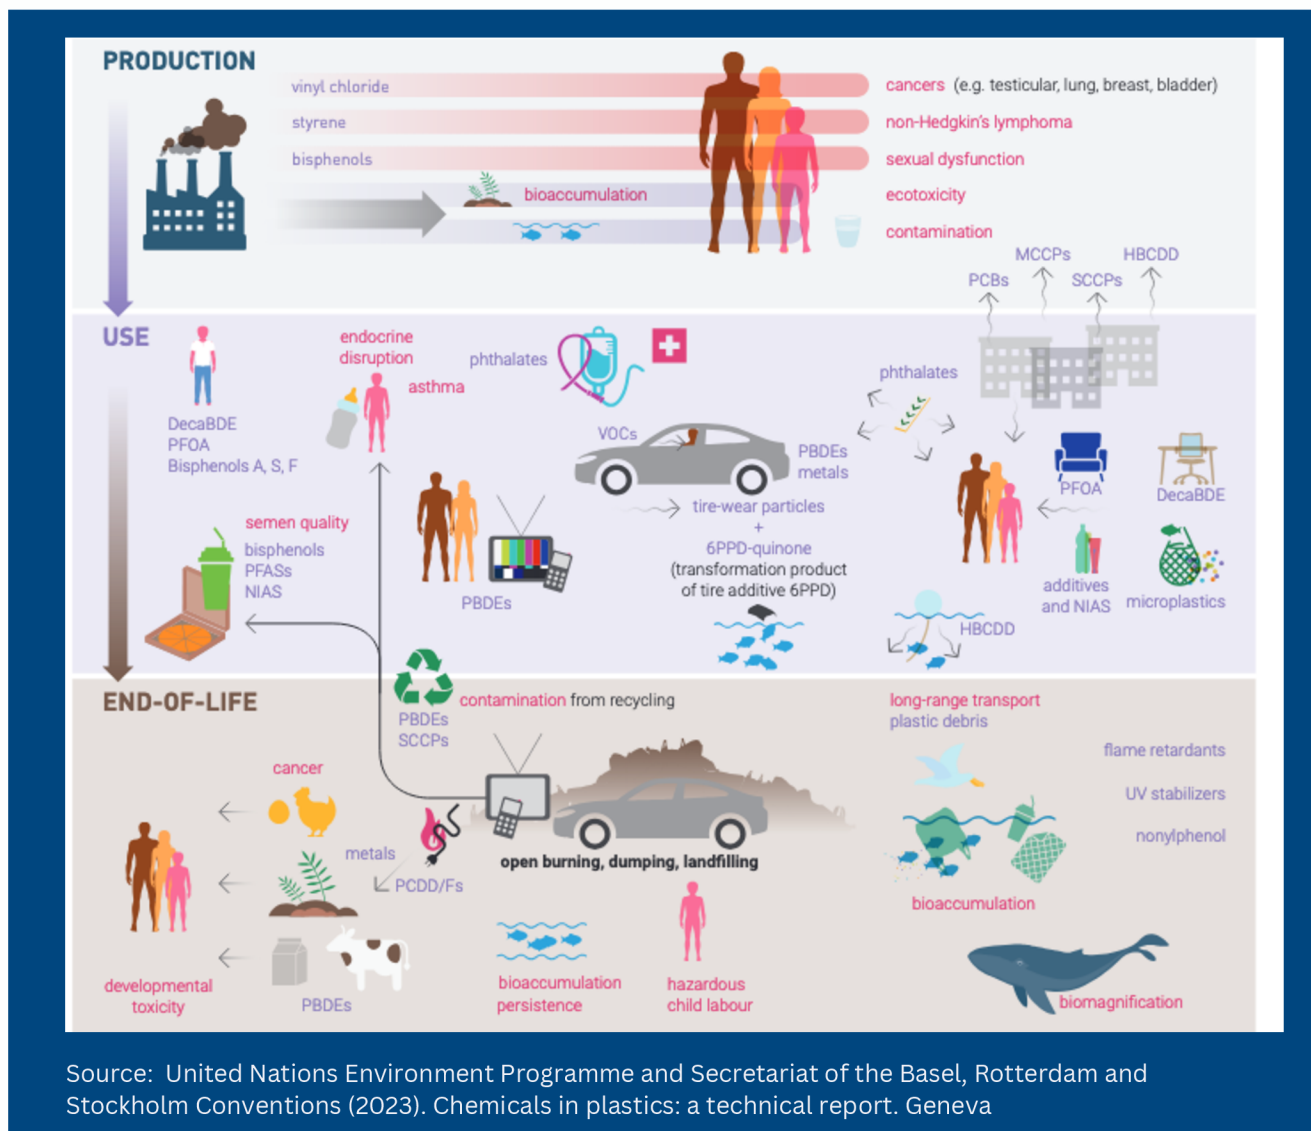 PRODUCTION
vinyl chloride
styrene
bisphenols
bioaccumulation
cancers (e.g. testicular, lung, breast, bladder)
non-Hedgkin's lymphoma
sexual dysfunction
ecotoxicity
contamination
MCCPs
HBCDD
PCBs
SCCPs
USE
DecaBDE
PFOA
Bisphenols A, S, F
endocrine
disruption
asthma
phthalates
VOCs
PBDEs
metals
phthalates
tire-wear particles
+
6PPD-quinone
(transformation product
of tire additive 6PPD)
semen quality
bisphenols
PFASs
NIAS
PBDEs
PFOA
DecaBDE
additives
and NIAS
microplastics
HBCDD
END-OF-LIFE
PBDEs
SCCPs
contamination from recycling
cancer
metals
PCDD/Fs
open burning, dumping, landfilling
developmental
toxicity
PBDEs
bioaccumulation
persistence
hazardous
child labour
long-range transport
plastic debris
flame retardants
UV stabilizers
nonylphenol
bioaccumulation
biomagnification
Source: United Nations Environment Programme and Secretariat of the Basel, Rotterdam and
Stockholm Conventions (2023). Chemicals in plastics: a technical report. Geneva